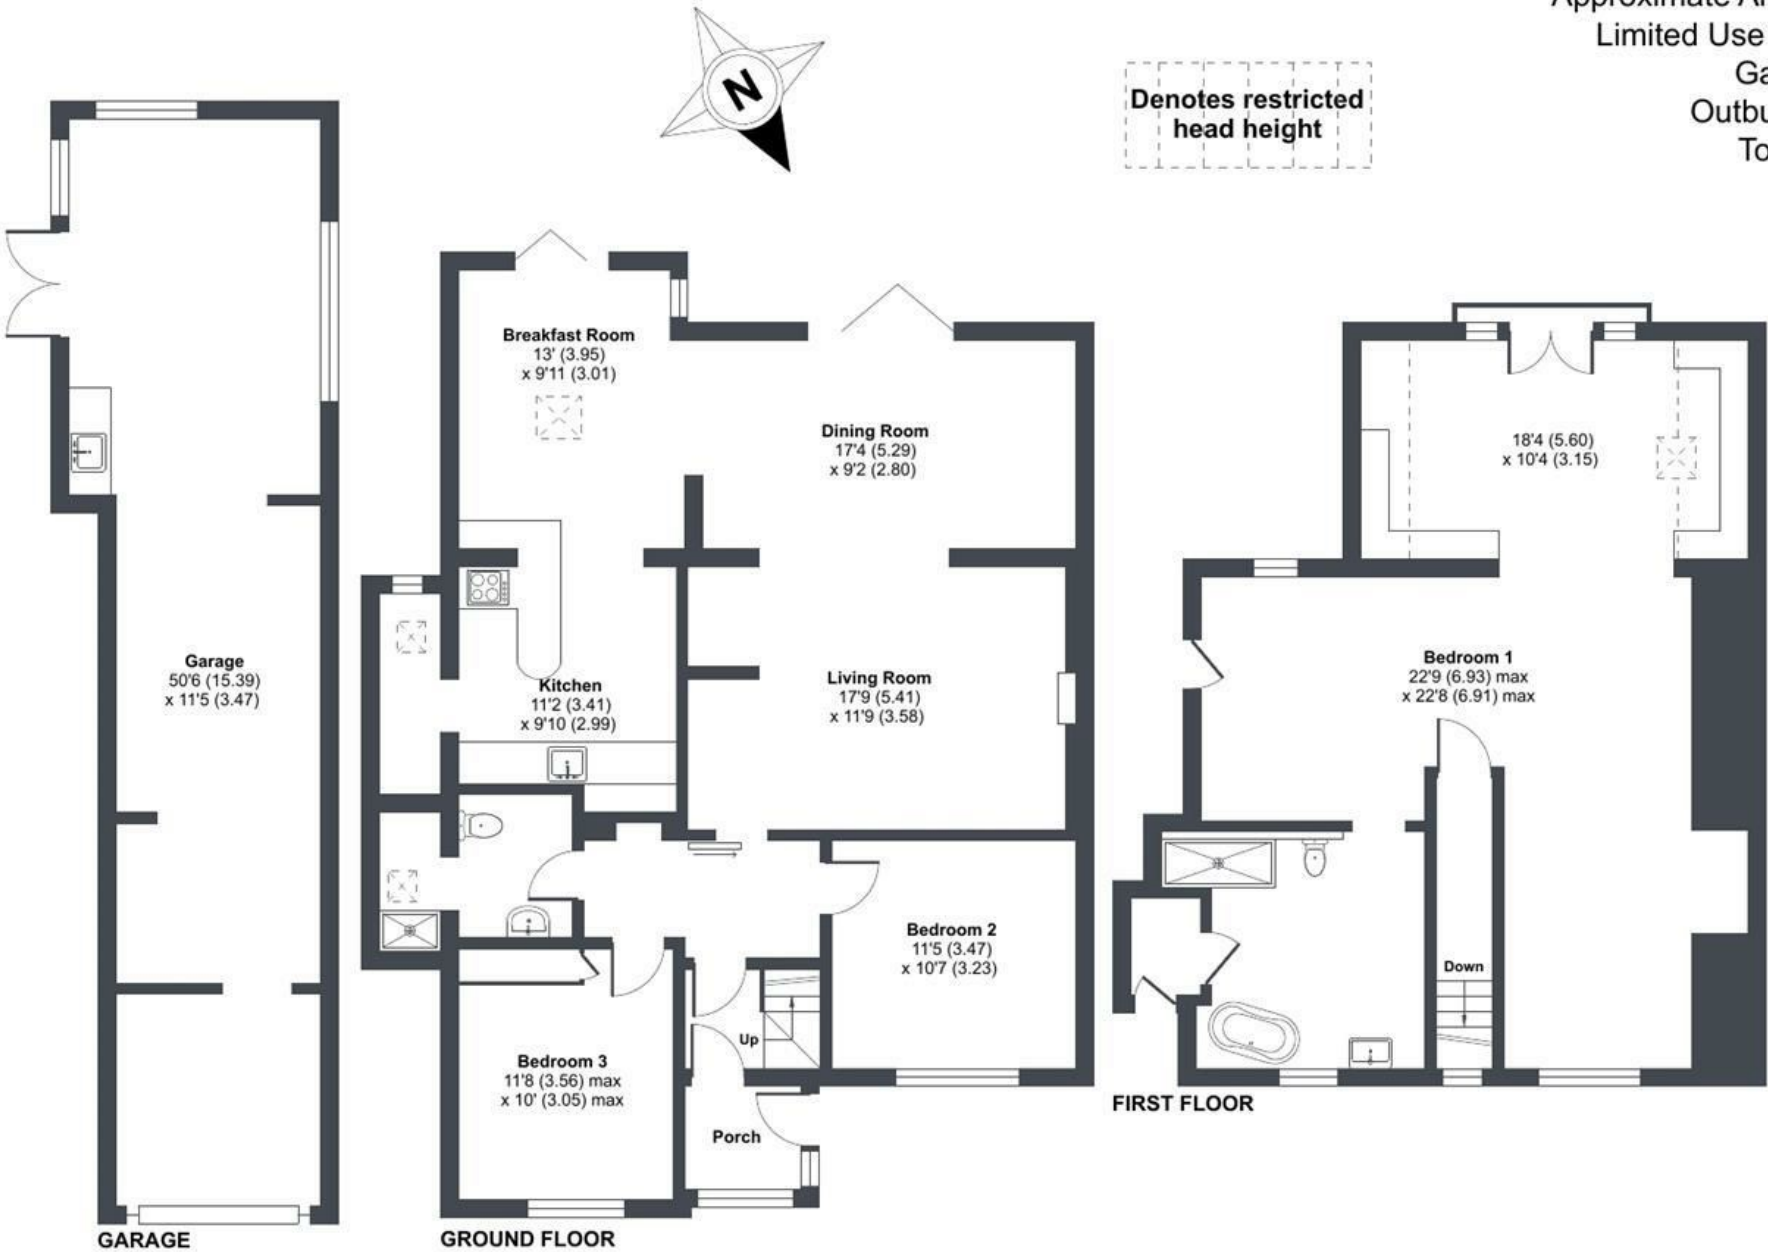 Approximate
Limited Use
N
Denotes restricted
head height
Breakfast Room
13' (3.95)
x 9'11 (3.01)
Dining Room
17'4 (5.29)
x 9'2 (2.80)
18'4 (5.60)
x 10'4 (3.15)
Garage
50'6 (15.39)
x 11'5 (3.47)
Kitchen
11'2 (3.41)
x 9'10 (2.99)
Living Room
17'9 (5.41)
x 11'9 (3.58)
Bedroom 1
22'9 (6.93) max
x 22'8 (6.91) max
Bedroom 2
11'5 (3.47)
x 10'7 (3.23)
Down
Up
Bedroom 3
11'8 (3.56) max
x 10' (3.05) max
Porch
FIRST FLOOR
GARAGE
GROUND FLOOR